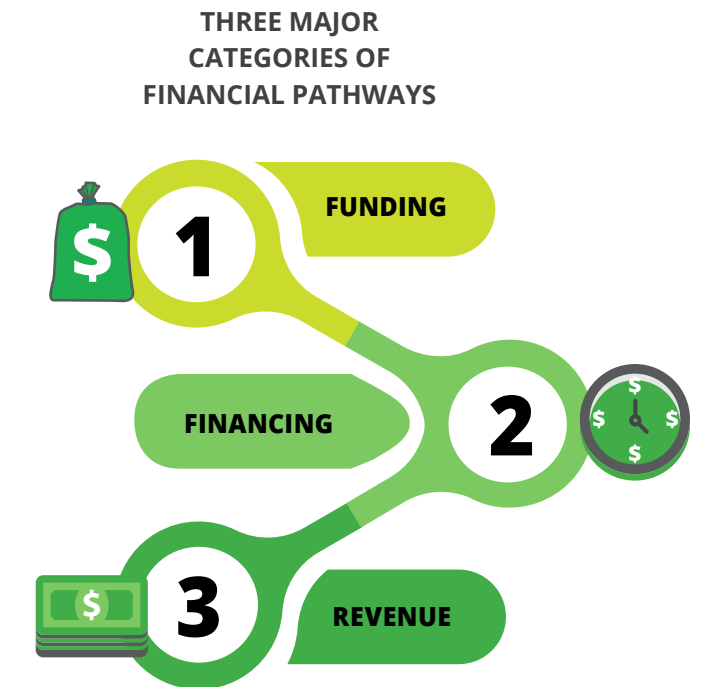 THREE MAJOR
CATEGORIES OF
FINANCIAL PATHWAYS
$
1
FUNDING
FINANCING
2
$
$
$
$
$
3
REVENUE